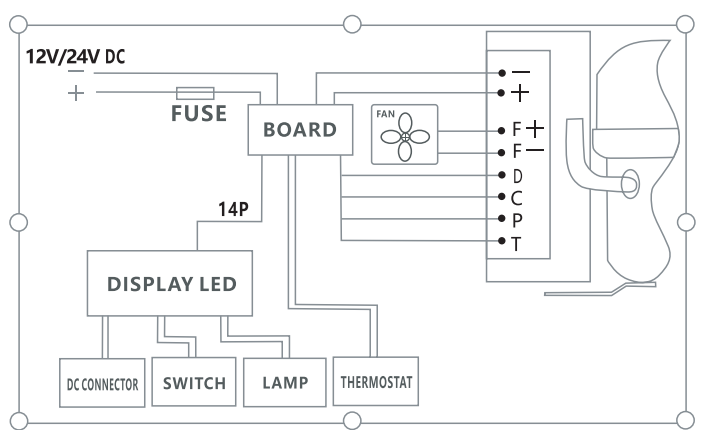 12V/24V DC
−
+
FUSE
BOARD
FAN
−
+
F+
F−
D
C
P
T
14P
DISPLAY LED
DC CONNECTOR
SWITCH
LAMP
THERMOSTAT